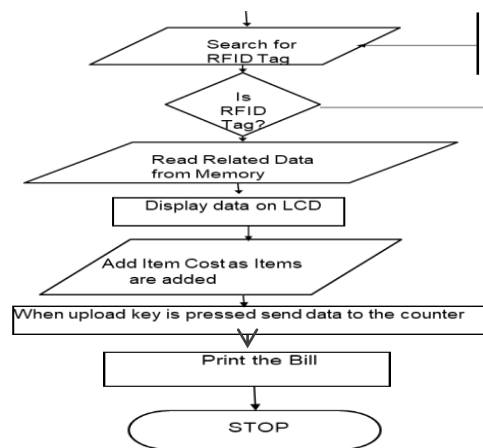 Search for
RFID Tag
Is
RFID
Tag?
Read Related Data
from Memory
Display data on LCD
Add Item Cost as Items
are added
When upload key is pressed send data to the counter
Print the Bill
STOP